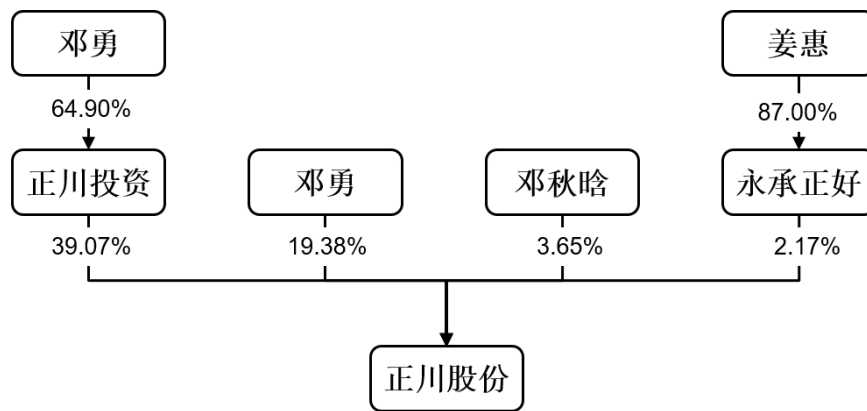 邓勇
姜惠
64.90%
87.00%
正川投资
邓勇
邓秋晗
永承正好
39.07%
19.38%
3.65%
2.17%
正川股份